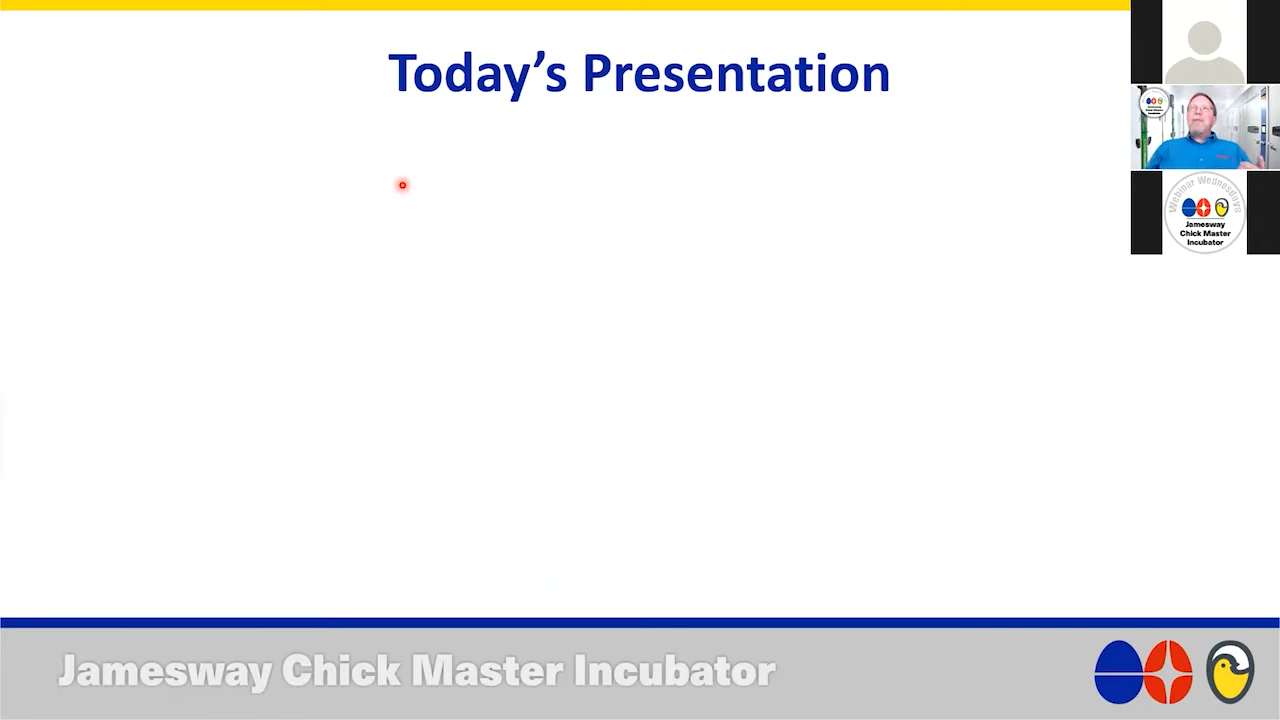 Today's Presentation
Webinar Wednesdays
Jamesway
Chick Master
Incubator
Jamesway Chick Master Incubator